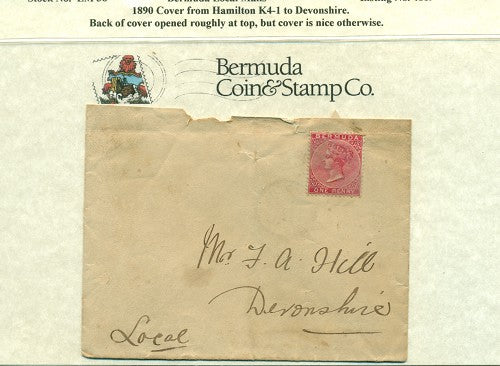 Bermuda Local Mails
1890 Cover from Hamilton K4-1 to Devonshire.
Back of cover opened roughly at top, but cover is nice otherwise.
Bermuda
Coin&Stamp Co.
BERMUDA
ONE PENNY
Mr F. A. Hill
Devonshire
Local